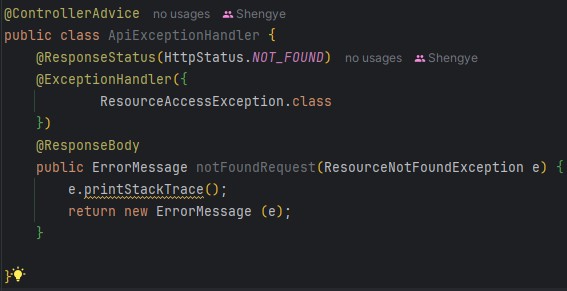 @ControllerAdvice no usages Shengye
public class ApiExceptionHandler {
@ResponseStatus(HttpStatus.NOT_FOUND) no usages Shengye
@ExceptionHandler({
ResourceAccessException.class
})
@ResponseBody
public ErrorMessage notFoundRequest(ResourceNotFoundException e) {
e.printStackTrace();
return new ErrorMessage (e);
}
}